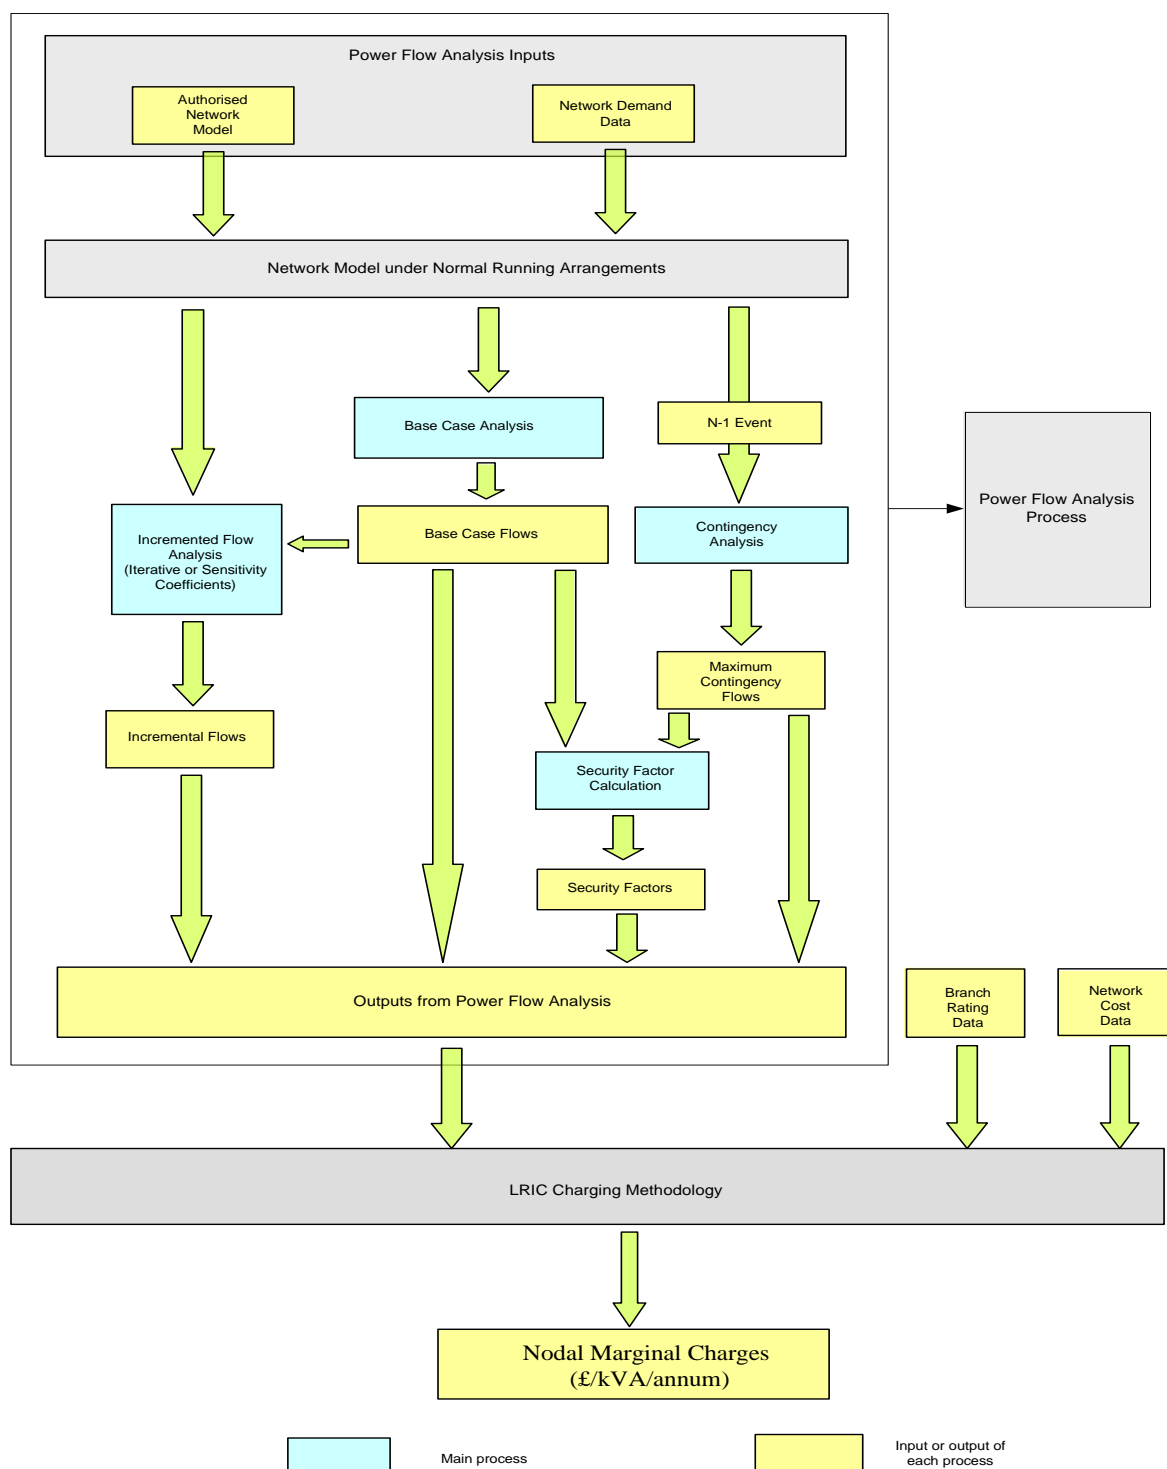 Power Flow Analysis Inputs
Authorised
Network
Model
Network Demand
Data
Network Model under Normal Running Arrangements
Base Case Analysis
N-1 Event
Power Flow Analysis
Process
Incremented Flow
Analysis
(Iterative or Sensitivity
Coefficients)
Base Case Flows
Contingency
Analysis
Maximum
Contingency
Flows
Incremental Flows
Security Factor
Calculation
Security Factors
Outputs from Power Flow Analysis
Branch
Rating
Data
Network
Cost
Data
LRIC Charging Methodology
Nodal Marginal Charges
(£/kVA/annum)
Main process
Input or output of
each process